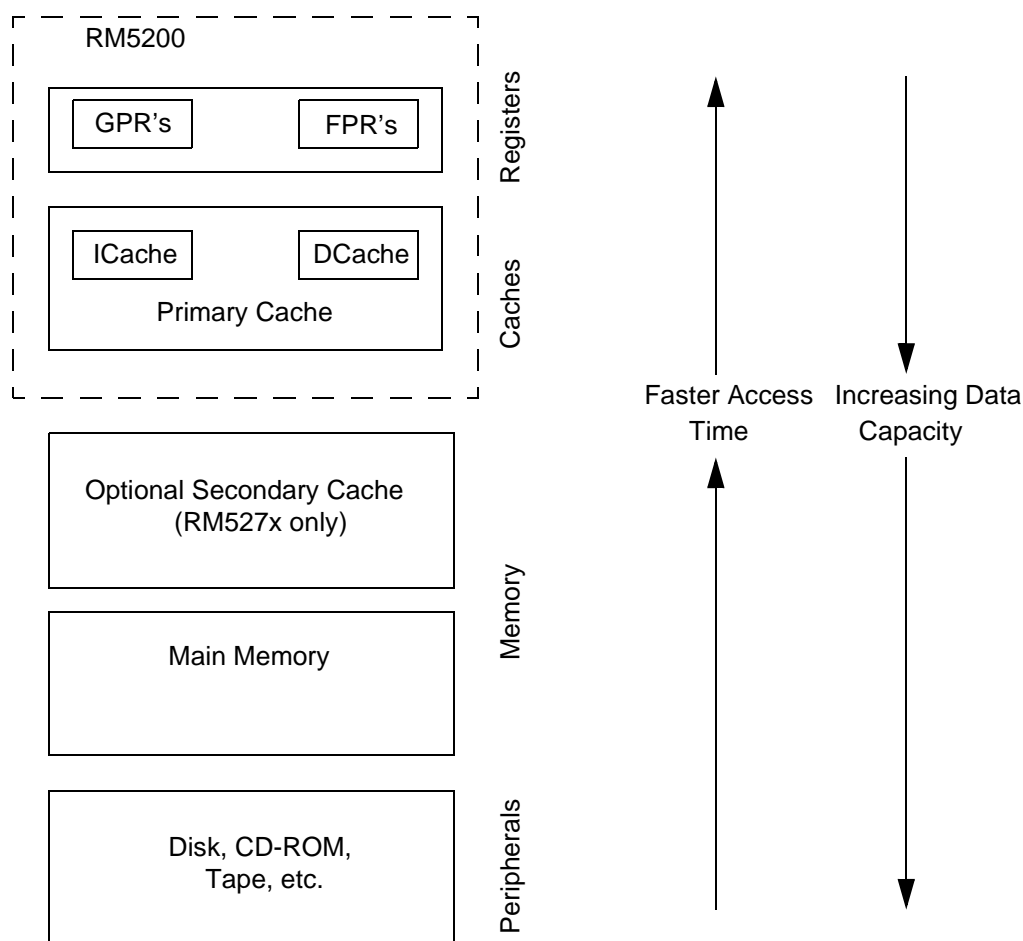 RM5200
GPR's
FPR's
Registers
ICache
DCache
Primary Cache
Caches
Faster Access
Time
Increasing Data
Capacity
Optional Secondary Cache
(RM527x only)
Memory
Main Memory
Disk, CD-ROM,
Tape, etc.
Peripherals